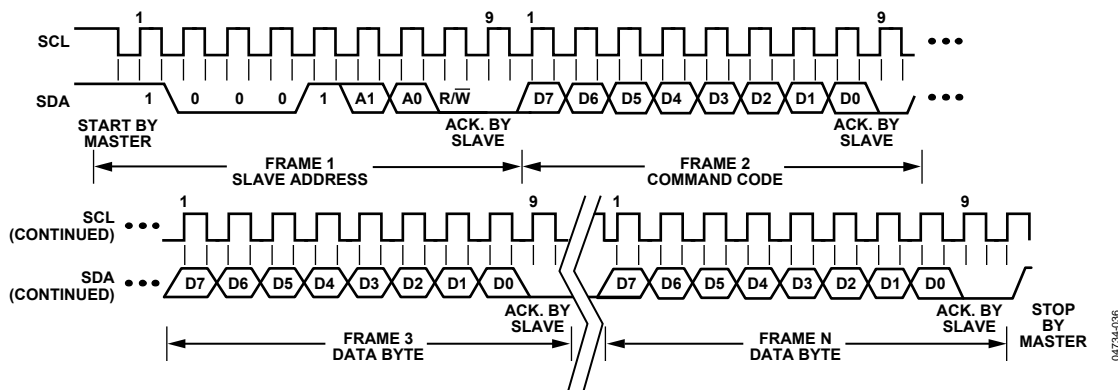 1 9 1 9
SCL
SDA 1 0 0 0 1 A1 A0 R/W̅ D7 D6 D5 D4 D3 D2 D1 D0
START BY
MASTER
ACK. BY
SLAVE
ACK. BY
SLAVE
FRAME 1
SLAVE ADDRESS
FRAME 2
COMMAND CODE
1 9 1 9
SCL
(CONTINUED)
SDA
(CONTINUED)
D7 D6 D5 D4 D3 D2 D1 D0 D7 D6 D5 D4 D3 D2 D1 D0
ACK. BY
SLAVE
ACK. BY
SLAVE
STOP
BY
MASTER
FRAME 3
DATA BYTE
FRAME N
DATA BYTE
04734-036